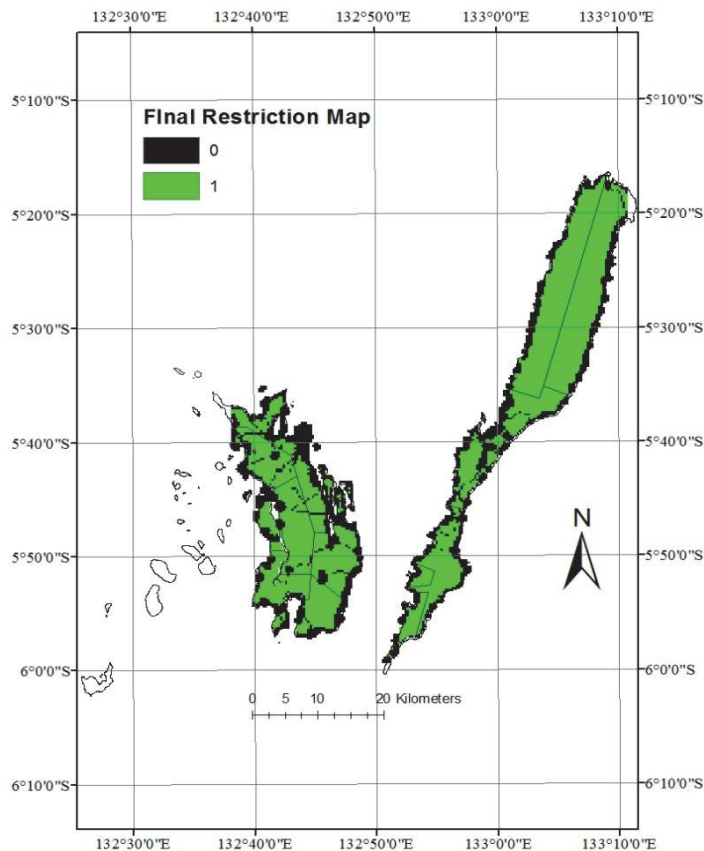 132°30'0"E 132°40'0"E 132°50'0"E 133°0'0"E 133°10'0"E
5°10'0"S 5°10'0"S
FInal Restriction Map
0
1
5°20'0"S 5°20'0"S
5°30'0"S 5°30'0"S
5°40'0"S 5°40'0"S
N
5°50'0"S 5°50'0"S
6°0'0"S 6°0'0"S
0 5 10 20 Kilometers
6°10'0"S 6°10'0"S
132°30'0"E 132°40'0"E 132°50'0"E 133°0'0"E 133°10'0"E